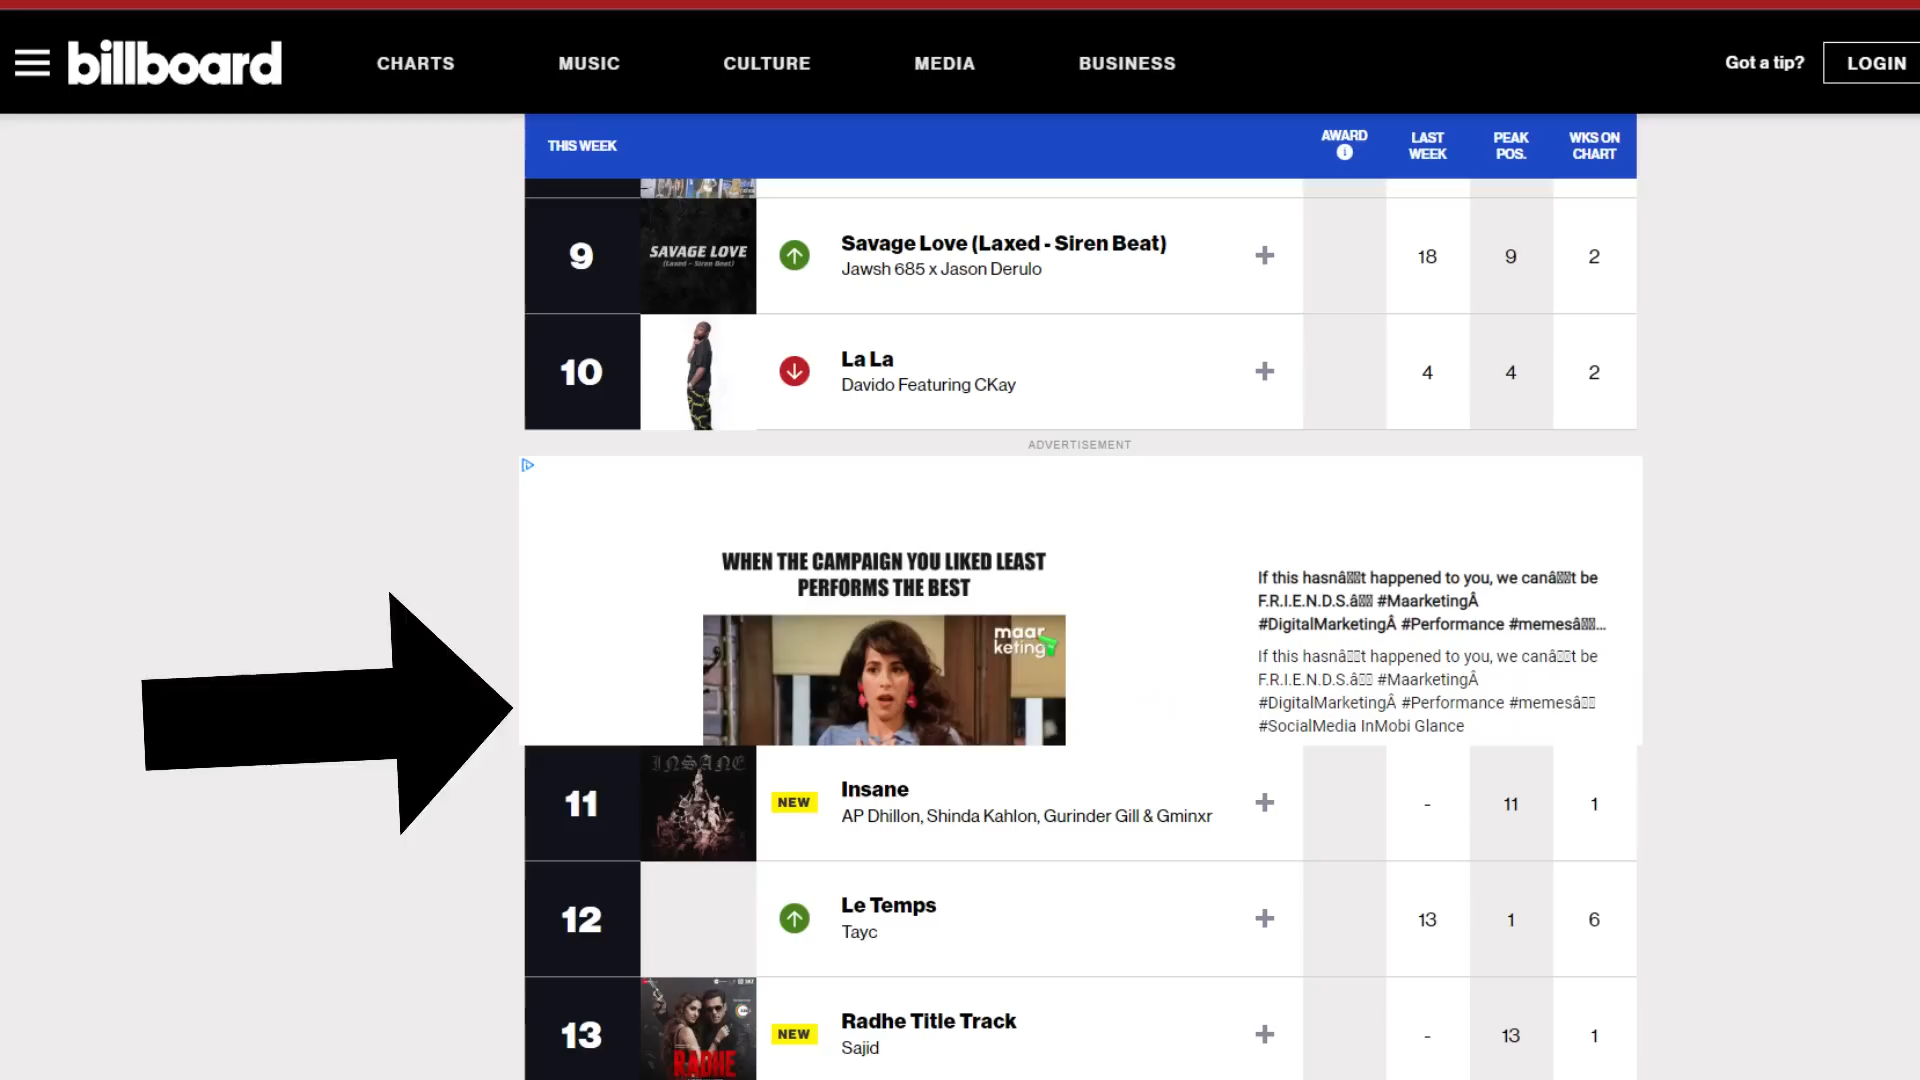 billboard
CHARTS
MUSIC
CULTURE
MEDIA
BUSINESS
Got a tip?
LOGIN
THIS WEEK
AWARD
LAST WEEK
PEAK POS.
WKS ON CHART
9
SAVAGE LOVE
(Laxed - Siren Beat)
Savage Love (Laxed - Siren Beat)
Jawsh 685 x Jason Derulo
18
9
2
10
La La
Davido Featuring CKay
4
4
2
ADVERTISEMENT
WHEN THE CAMPAIGN YOU LIKED LEAST
PERFORMS THE BEST
maar
keting
If this hasnâ t happened to you, we canâ t be
F.R.I.E.N.D.S.â #MaarketingÂ
#DigitalMarketingÂ #Performance #memesâ ...
If this hasnâ t happened to you, we canâ t be
F.R.I.E.N.D.S.â #MaarketingÂ
#DigitalMarketingÂ #Performance #memesâ
#SocialMedia InMobi Glance
11
INSANE
NEW
Insane
AP Dhillon, Shinda Kahlon, Gurinder Gill & Gminxr
-
11
1
12
Le Temps
Tayc
13
1
6
13
RADHE
NEW
Radhe Title Track
Sajid
-
13
1